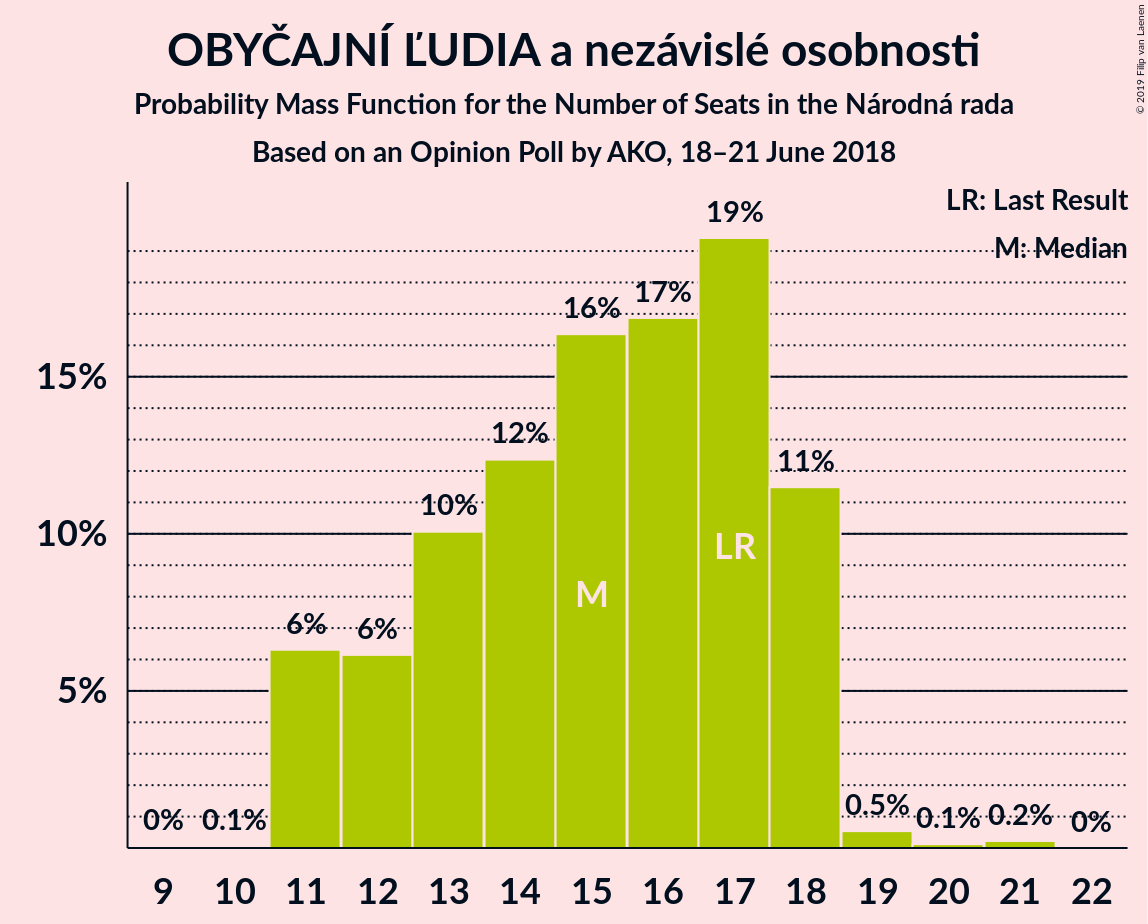 OBYČAJNÍ ĽUDIA a nezávislé osobnosti
Probability Mass Function for the Number of Seats in the Národná rada
Based on an Opinion Poll by AKO, 18–21 June 2018
© 2019 Filip van Laenen
LR: Last Result
M: Median
15%
10%
5%
0%
0.1%
6%
6%
10%
12%
16%
17%
19%
11%
0.5%
0.1%
0.2%
0%
M
LR
9 10 11 12 13 14 15 16 17 18 19 20 21 22